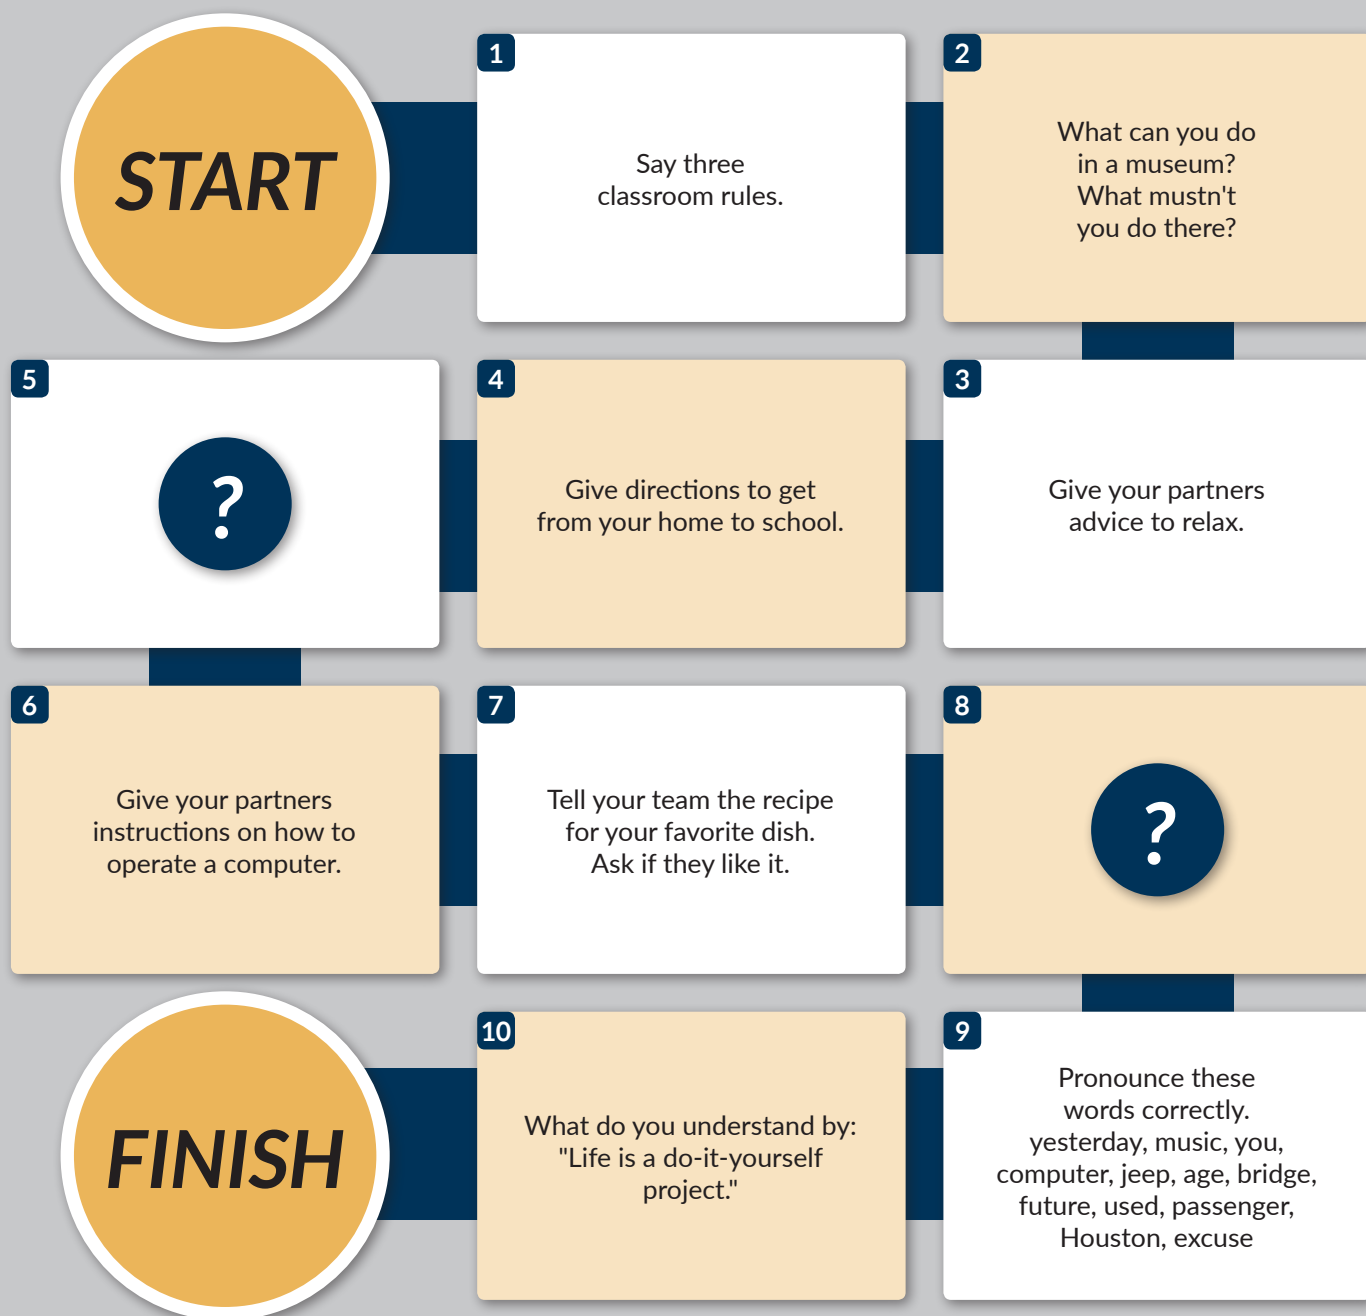 START
1
Say three
classroom rules.
2
What can you do
in a museum?
What mustn't
you do there?
3
Give your partners
advice to relax.
4
Give directions to get
from your home to school.
5
?
6
Give your partners
instructions on how to
operate a computer.
7
Tell your team the recipe
for your favorite dish.
Ask if they like it.
8
?
9
Pronounce these
words correctly.
yesterday, music, you,
computer, jeep, age, bridge,
future, used, passenger,
Houston, excuse
10
What do you understand by:
"Life is a do-it-yourself
project."
FINISH